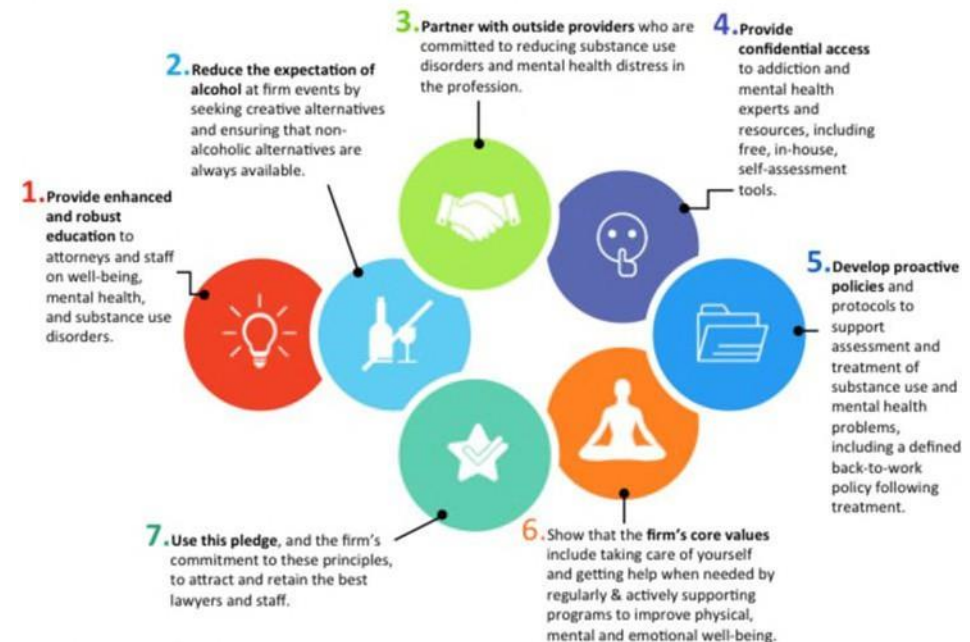 1.Provide enhanced
and robust
education to
attorneys and staff
on well-being,
mental health,
and substance use
disorders.
2.Reduce the expectation of
alcohol at firm events by
seeking creative alternatives
and ensuring that non-
alcoholic alternatives are
always available.
3.Partner with outside providers who are
committed to reducing substance use
disorders and mental health distress in
the profession.
4.Provide
confidential access
to addiction and
mental health
experts and
resources, including
free, in-house,
self-assessment
tools.
5.Develop proactive
policies and
protocols to
support
assessment and
treatment of
substance use and
mental health
problems,
including a defined
back-to-work
policy following
treatment.
6.Show that the firm's core values
include taking care of yourself
and getting help when needed by
regularly & actively supporting
programs to improve physical,
mental and emotional well-being.
7.Use this pledge, and the firm's
commitment to these principles,
to attract and retain the best
lawyers and staff.